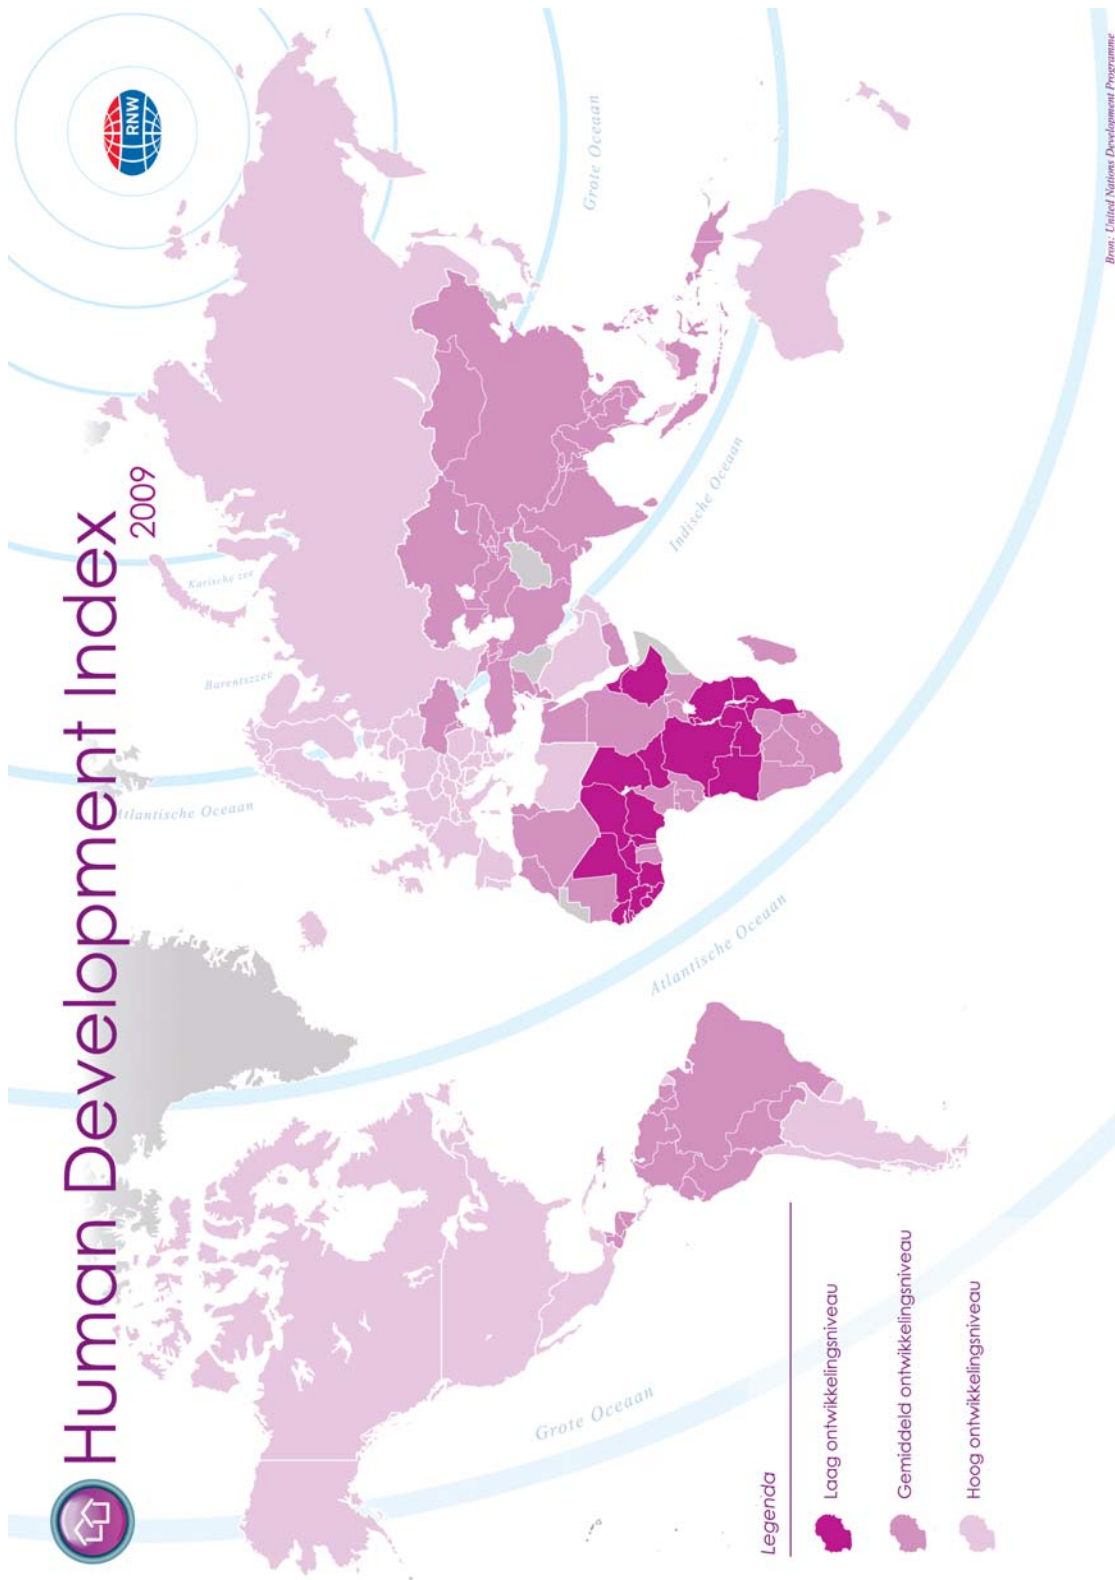 Human Development Index
2009
RNW
Karische zee
Barentszzee
Atlantische Oceaan
Grote Oceaan
Indische Oceaan
Atlantische Oceaan
Grote Oceaan
Legenda
Laag ontwikkelingsniveau
Gemiddeld ontwikkelingsniveau
Hoog ontwikkelingsniveau
Bron: United Nations Development Programme